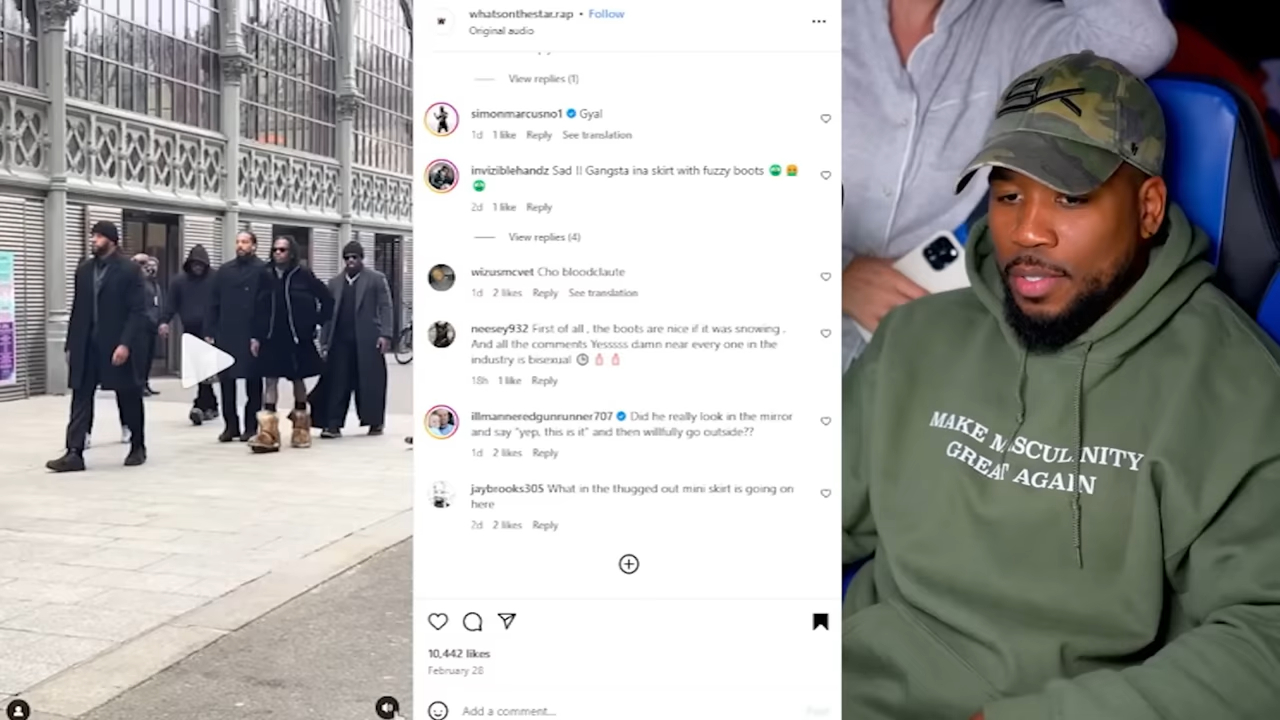 whatsonthestar.rap • Follow
Original audio
View replies (1)
simonmarcusno1 Gyal
1d 1 like Reply See translation
inviziblehandz Sad !! Gangsta ina skirt with fuzzy boots
2d 1 like Reply
View replies (4)
wizusmcvet Cho bloodclaute
1d 2 likes Reply See translation
neesey932 First of all , the boots are nice if it was snowing .
And all the comments Yesssss damn near every one in the
industry is bisexual
18h 1 like Reply
illmanneredgunrunner707 Did he really look in the mirror
and say "yep, this is it" and then willfully go outside??
1d 2 likes Reply
jaybrooks305 What in the thugged out mini skirt is going on
here
2d 2 likes Reply
10,442 likes
February 28
Add a comment...
Post
MAKE MASCULINITY
GREAT AGAIN